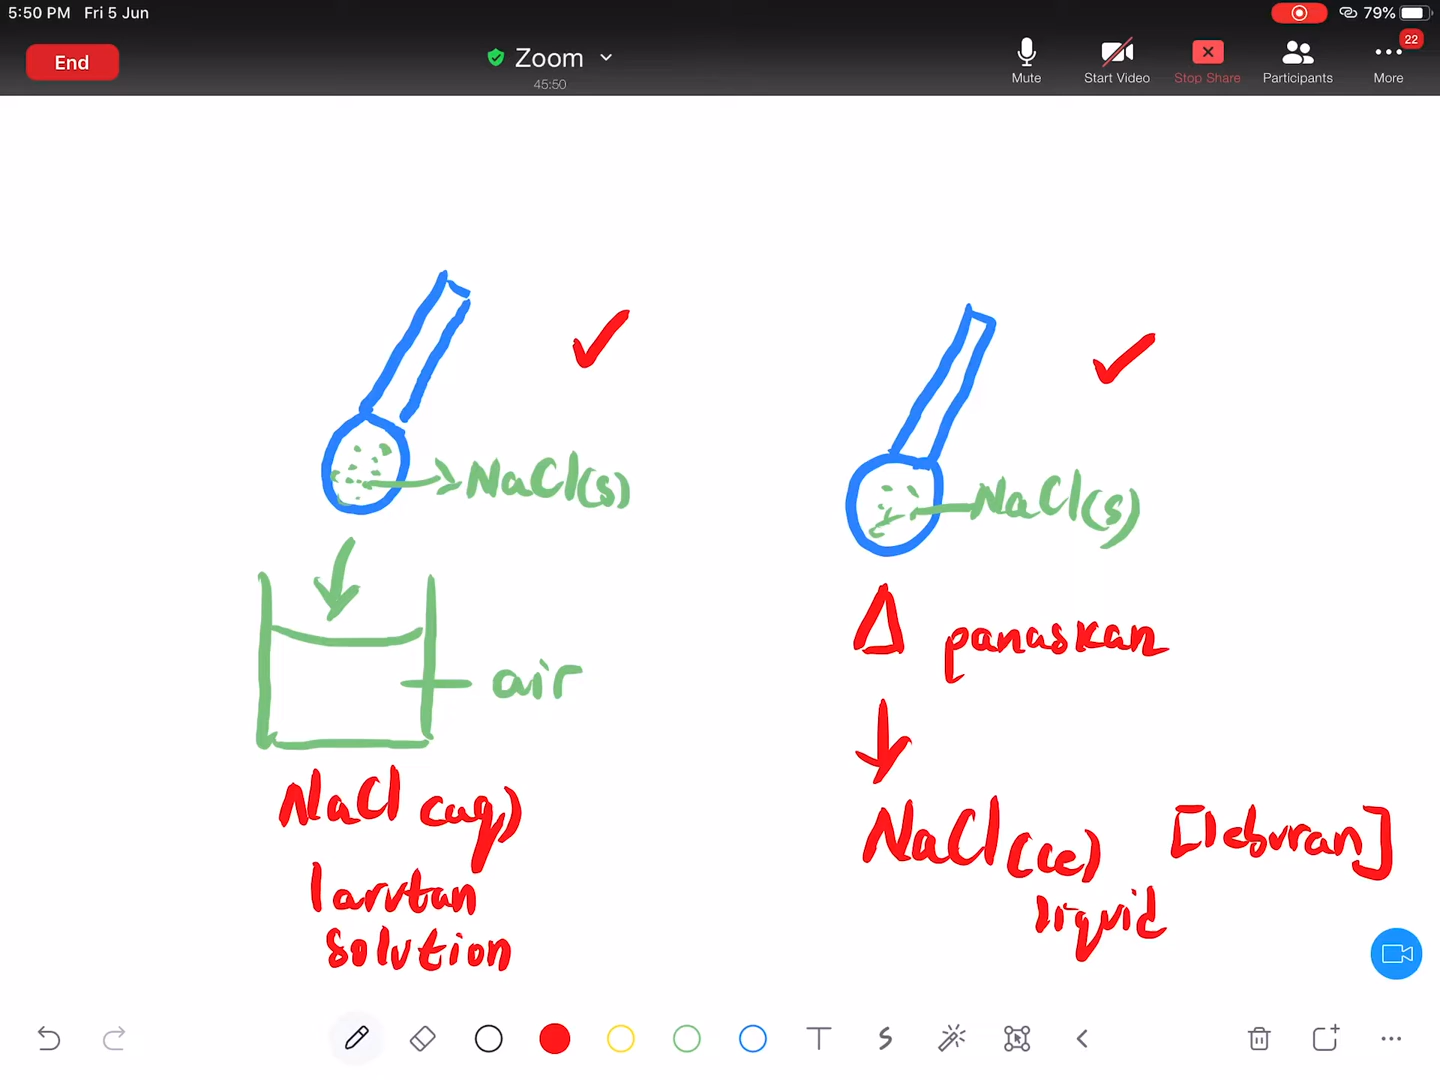 5:50 PM Fri 5 Jun
79%
End
Zoom
45:50
Mute
Start Video
Stop Share
Participants
More
22
NaCl(s)
NaCl(s)
air
panaskan
NaCl (aq)
larutan
solution
NaCl(le) [leburan]
liquid
T